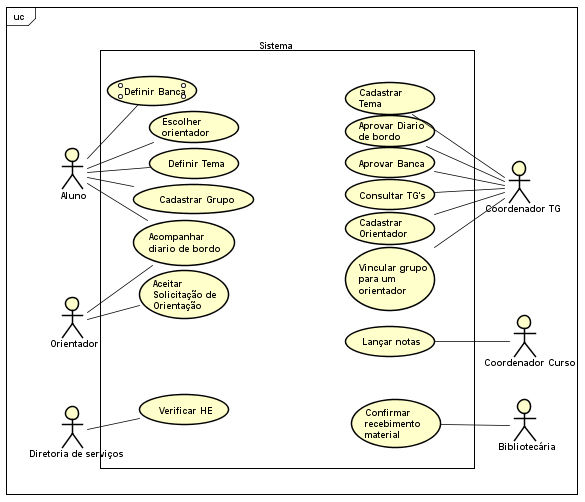 uc
Sistema
Definir Banca
Escolher
orientador
Definir Tema
Cadastrar Grupo
Acompanhar
diario de bordo
Aceitar
Solicitação de
Orientação
Verificar HE
Cadastrar
Tema
Aprovar Diario
de bordo
Aprovar Banca
Consultar TG's
Cadastrar
Orientador
Vincular grupo
para um
orientador
Lançar notas
Confirmar
recebimento
material
Aluno
Orientador
Diretoria de serviços
Coordenador TG
Coordenador Curso
Bibliotecária